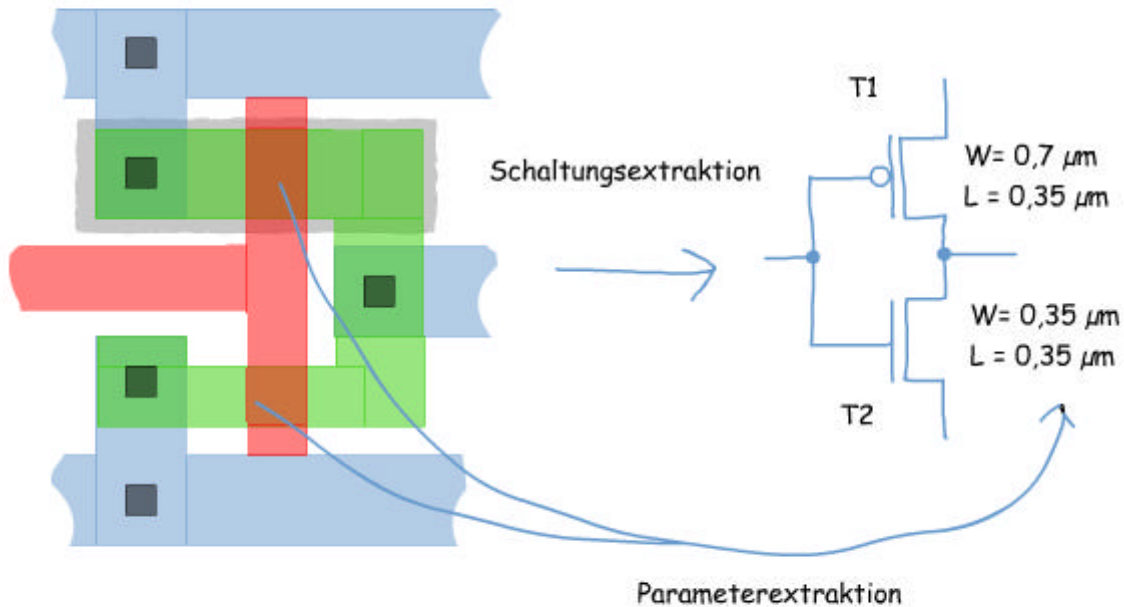 T1
W= 0,7 µm
L = 0,35 µm
Schaltungsextraktion
W= 0,35 µm
L = 0,35 µm
T2
Parameterextraktion